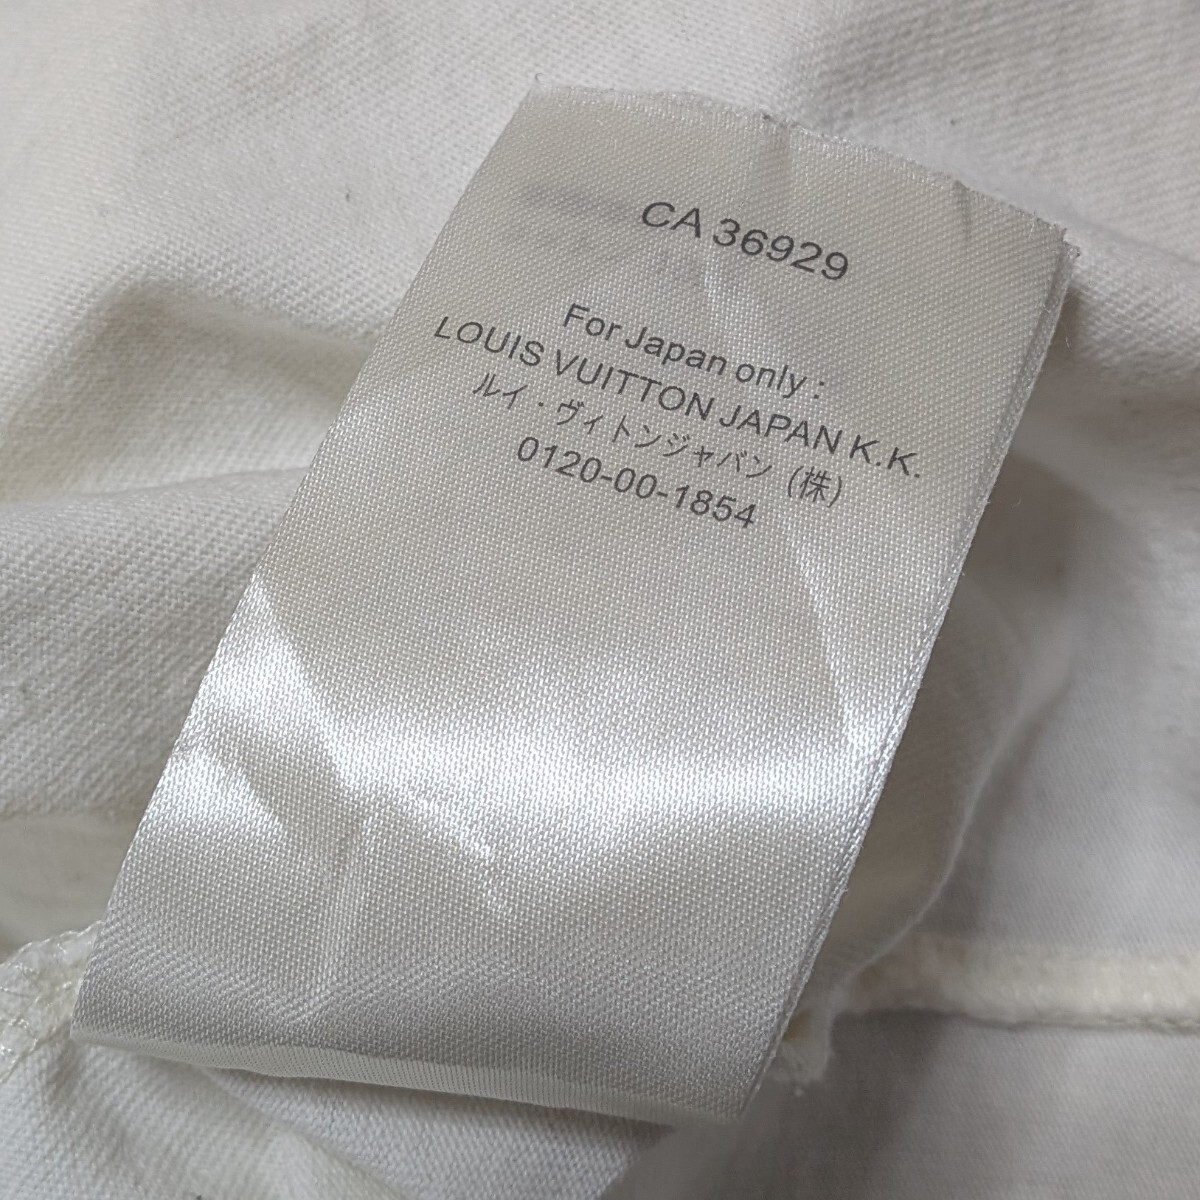 CA 36929
For Japan only :
LOUIS VUITTON JAPAN K.K.
ルイ・ヴィトンジャパン (株)
0120-00-1854